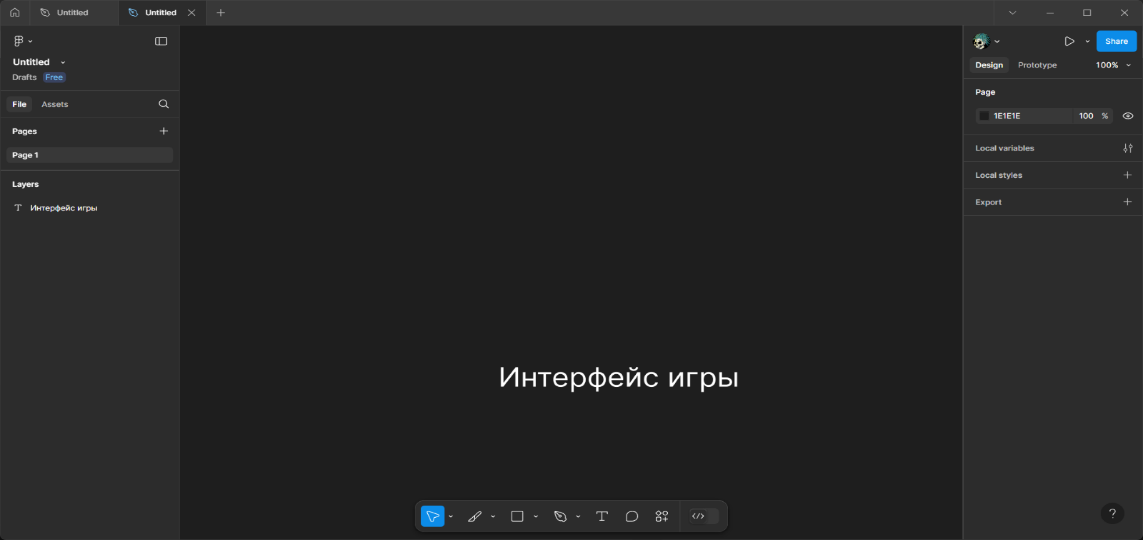 Untitled
Untitled
Untitled
Drafts Free
File Assets
Pages
Page 1
Layers
Интерфейс игры
Интерфейс игры
Share
Design Prototype 100%
Page
1E1E1E 100 %
Local variables
Local styles
Export
?